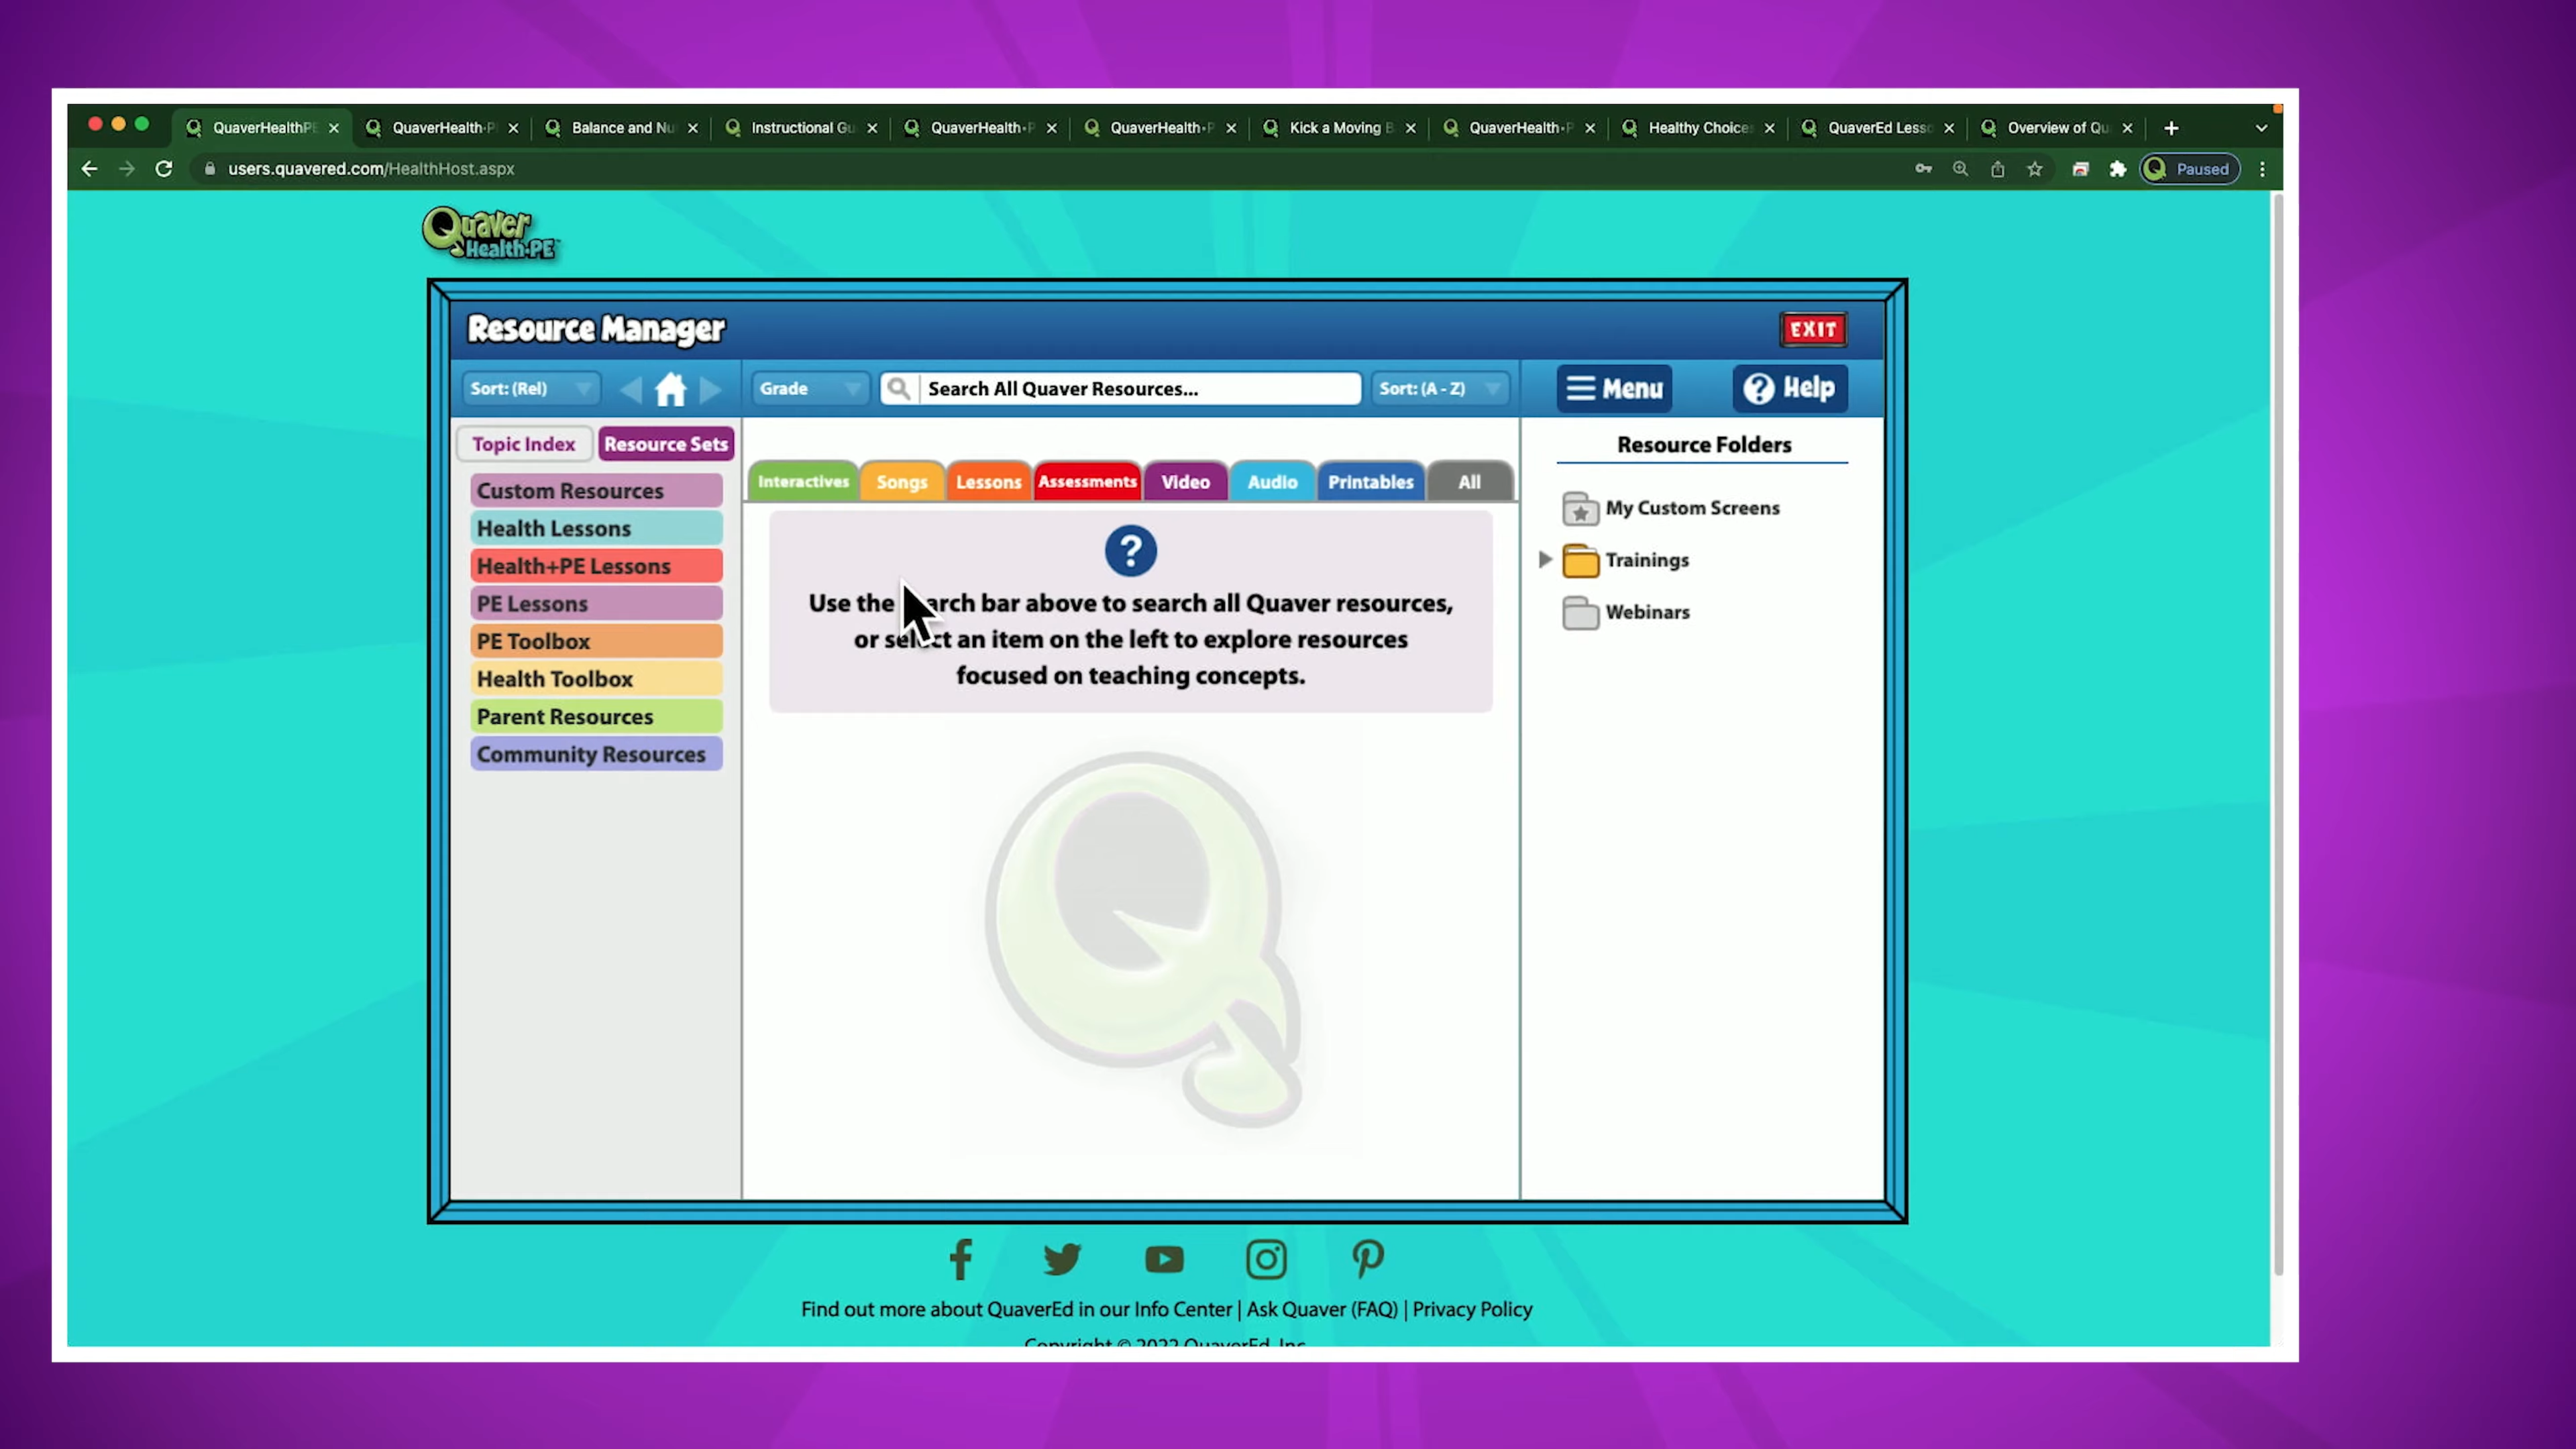 QuaverHealthPE
QuaverHealth·P
Balance and Nu
Instructional Gu
QuaverHealth·P
QuaverHealth·P
Kick a Moving B
QuaverHealth·P
Healthy Choice
QuaverEd Lesso
Overview of Qu
users.quavered.com/HealthHost.aspx
Paused
Quaver
Health·PE
Resource Manager
EXIT
Sort: (Rel)
Grade
Search All Quaver Resources...
Sort: (A - Z)
Menu
Help
Topic Index
Resource Sets
Custom Resources
Health Lessons
Health+PE Lessons
PE Lessons
PE Toolbox
Health Toolbox
Parent Resources
Community Resources
Interactives
Songs
Lessons
Assessments
Video
Audio
Printables
All
Use the search bar above to search all Quaver resources,
or select an item on the left to explore resources
focused on teaching concepts.
Resource Folders
My Custom Screens
Trainings
Webinars
Find out more about QuaverEd in our Info Center | Ask Quaver (FAQ) | Privacy Policy
Copyright © 2022 QuaverEd, Inc.